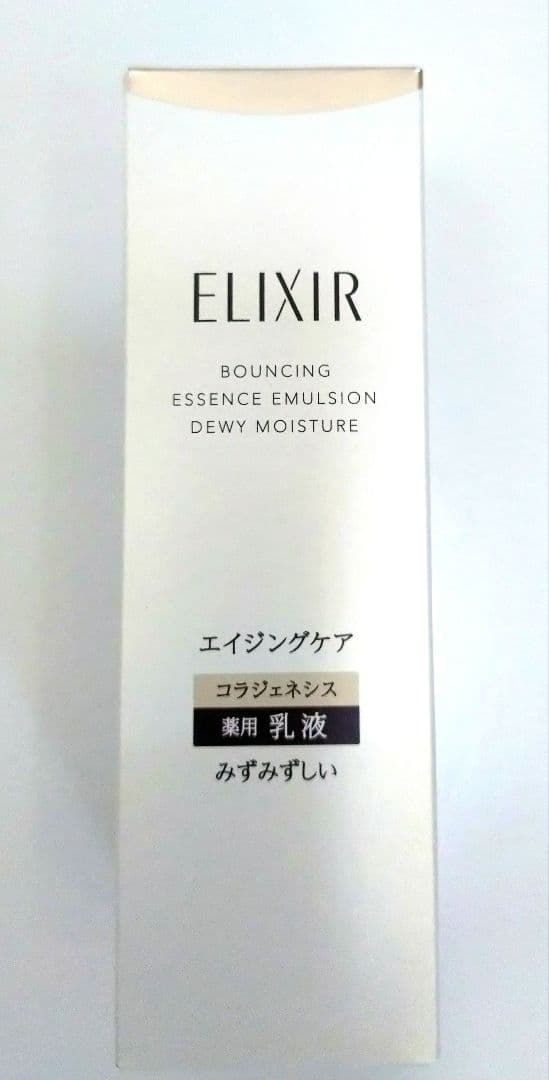 ELIXIR
BOUNCING
ESSENCE EMULSION
DEWY MOISTURE
エイジングケア
コラジェネシス
薬用 乳液
みずみずしい